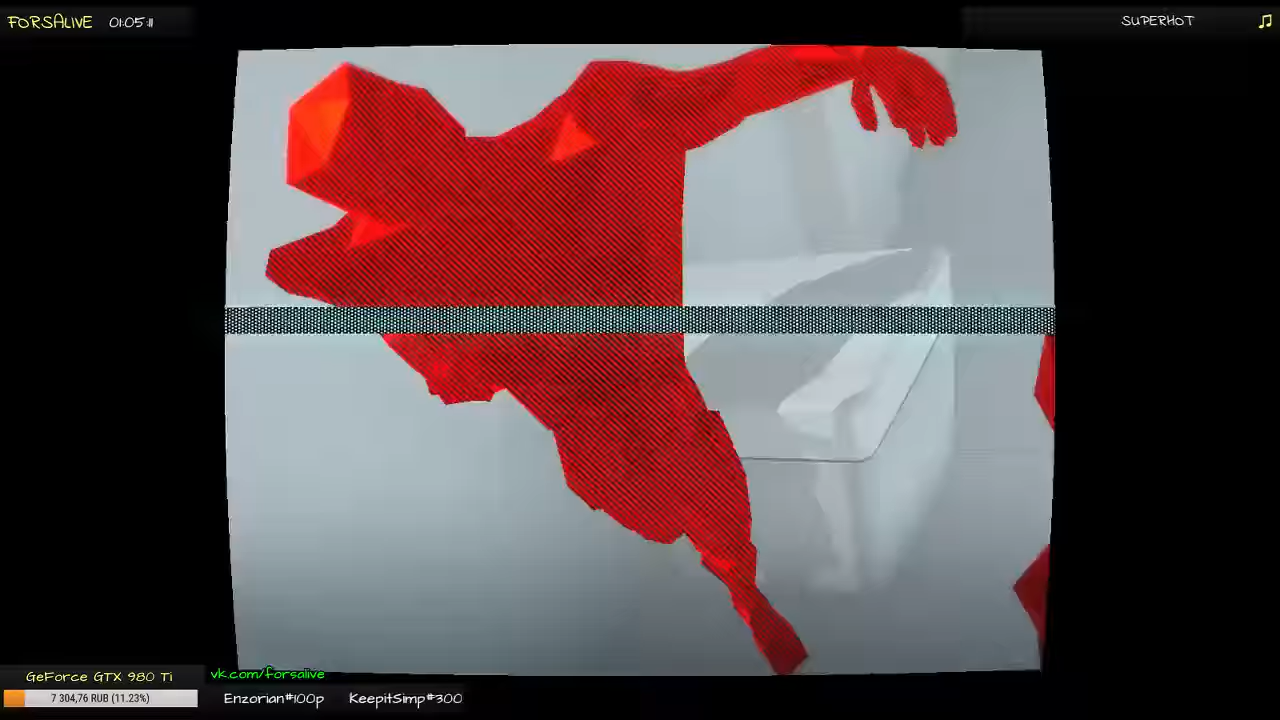 FORSALIVE 01:05:11
SUPERHOT
GeForce GTX 980 Ti
vk.com/forsalive
7 304,76 RUB (11.23%)
Enzorian#100p KeepitSimp#300